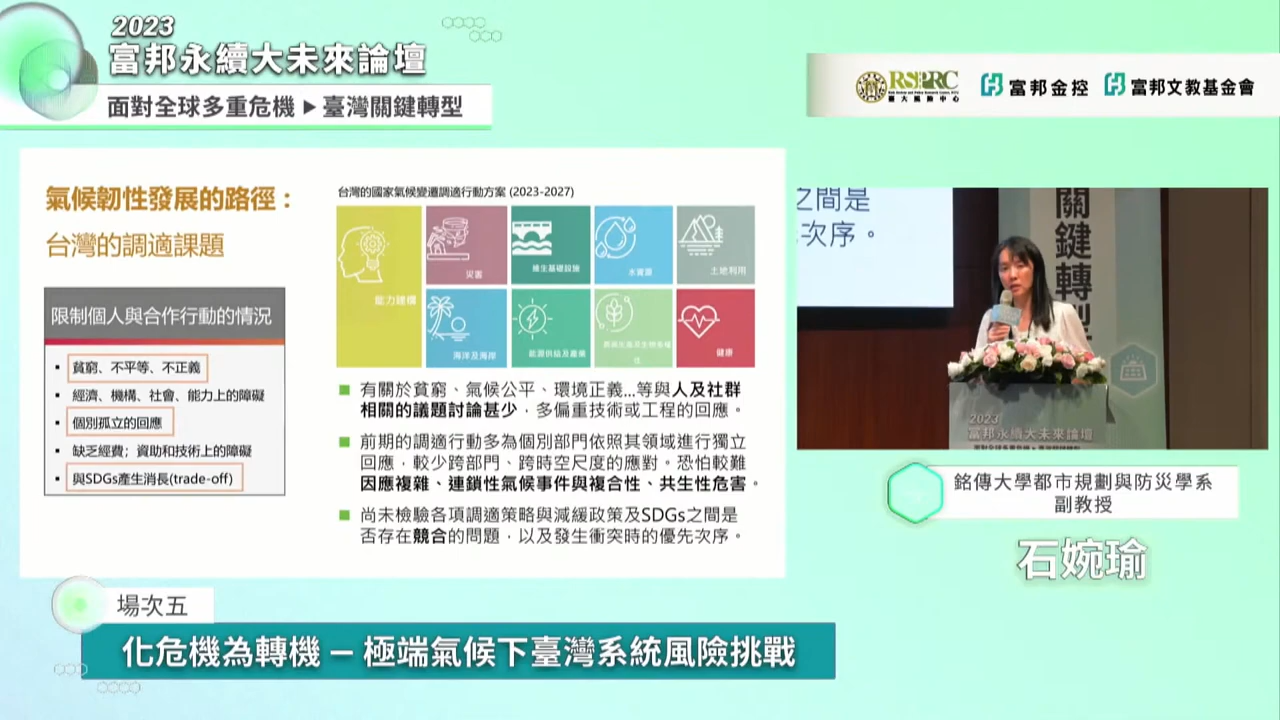 2023
富邦永續大未來論壇
面對全球多重危機▶臺灣關鍵轉型
RSPRC
臺大風險中心
富邦金控
富邦文教基金會
氣候韌性發展的路徑：
台灣的調適課題
限制個人與合作行動的情況
▪ 貧窮、不平等、不正義
▪ 經濟、機構、社會、能力上的障礙
▪ 個別孤立的回應
▪ 缺乏經費；資助和技術上的障礙
▪ 與SDGs產生消長(trade-off)
台灣的國家氣候變遷調適行動方案 (2023-2027)
能力建構
災害
維生基礎設施
水資源
土地利用
海洋及海岸
能源供給及產業
健康
■ 有關於貧窮、氣候公平、環境正義...等與人及社群
相關的議題討論甚少，多偏重技術或工程的回應。
■ 前期的調適行動多為個別部門依照其領域進行獨立
回應，較少跨部門、跨時空尺度的應對。恐怕較難
因應複雜、連鎖性氣候事件與複合性、共生性危害。
■ 尚未檢驗各項調適策略與減緩政策及SDGs之間是
否存在競合的問題，以及發生衝突時的優先次序。
之間是
次序。
關鍵轉型
2023
富邦永續大未來論壇
銘傳大學都市規劃與防災學系
副教授
石婉瑜
場次五
化危機為轉機 – 極端氣候下臺灣系統風險挑戰